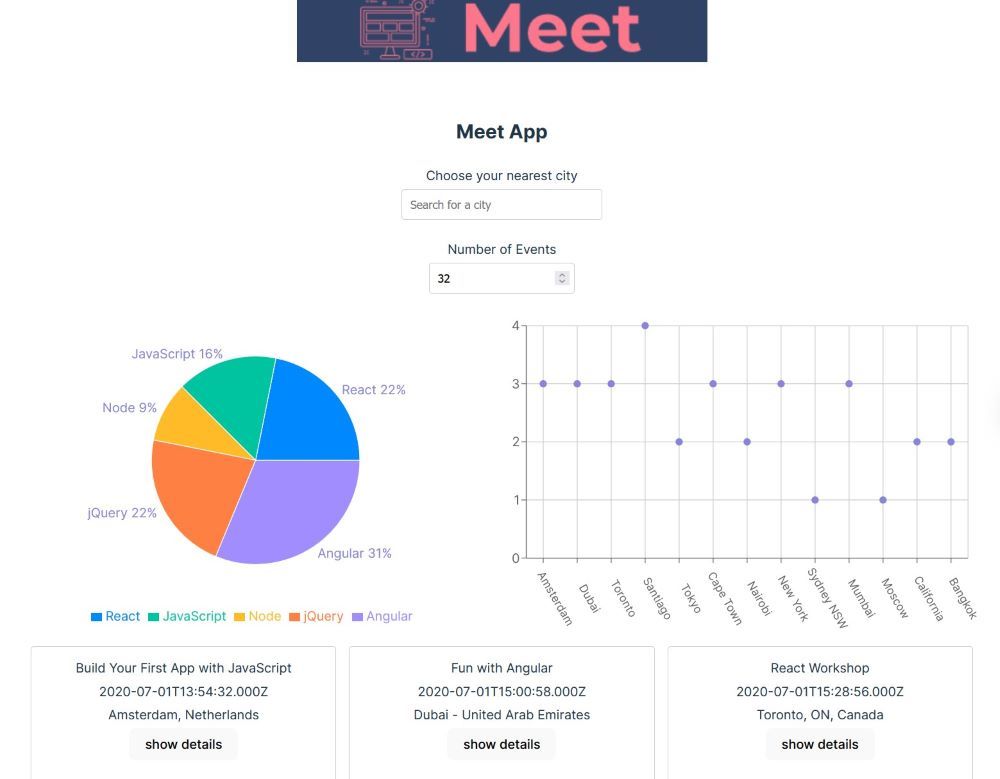 Meet
Meet App
Choose your nearest city
Search for a city
Number of Events
32
JavaScript 16%
React 22%
Node 9%
jQuery 22%
Angular 31%
React JavaScript Node jQuery Angular
4
3
2
1
0
Amsterdam
Dubai
Toronto
Santiago
Tokyo
Cape Town
Nairobi
New York
Sydney NSW
Mumbai
Moscow
California
Bangkok
Build Your First App with JavaScript
2020-07-01T13:54:32.000Z
Amsterdam, Netherlands
show details
Fun with Angular
2020-07-01T15:00:58.000Z
Dubai - United Arab Emirates
show details
React Workshop
2020-07-01T15:28:56.000Z
Toronto, ON, Canada
show details